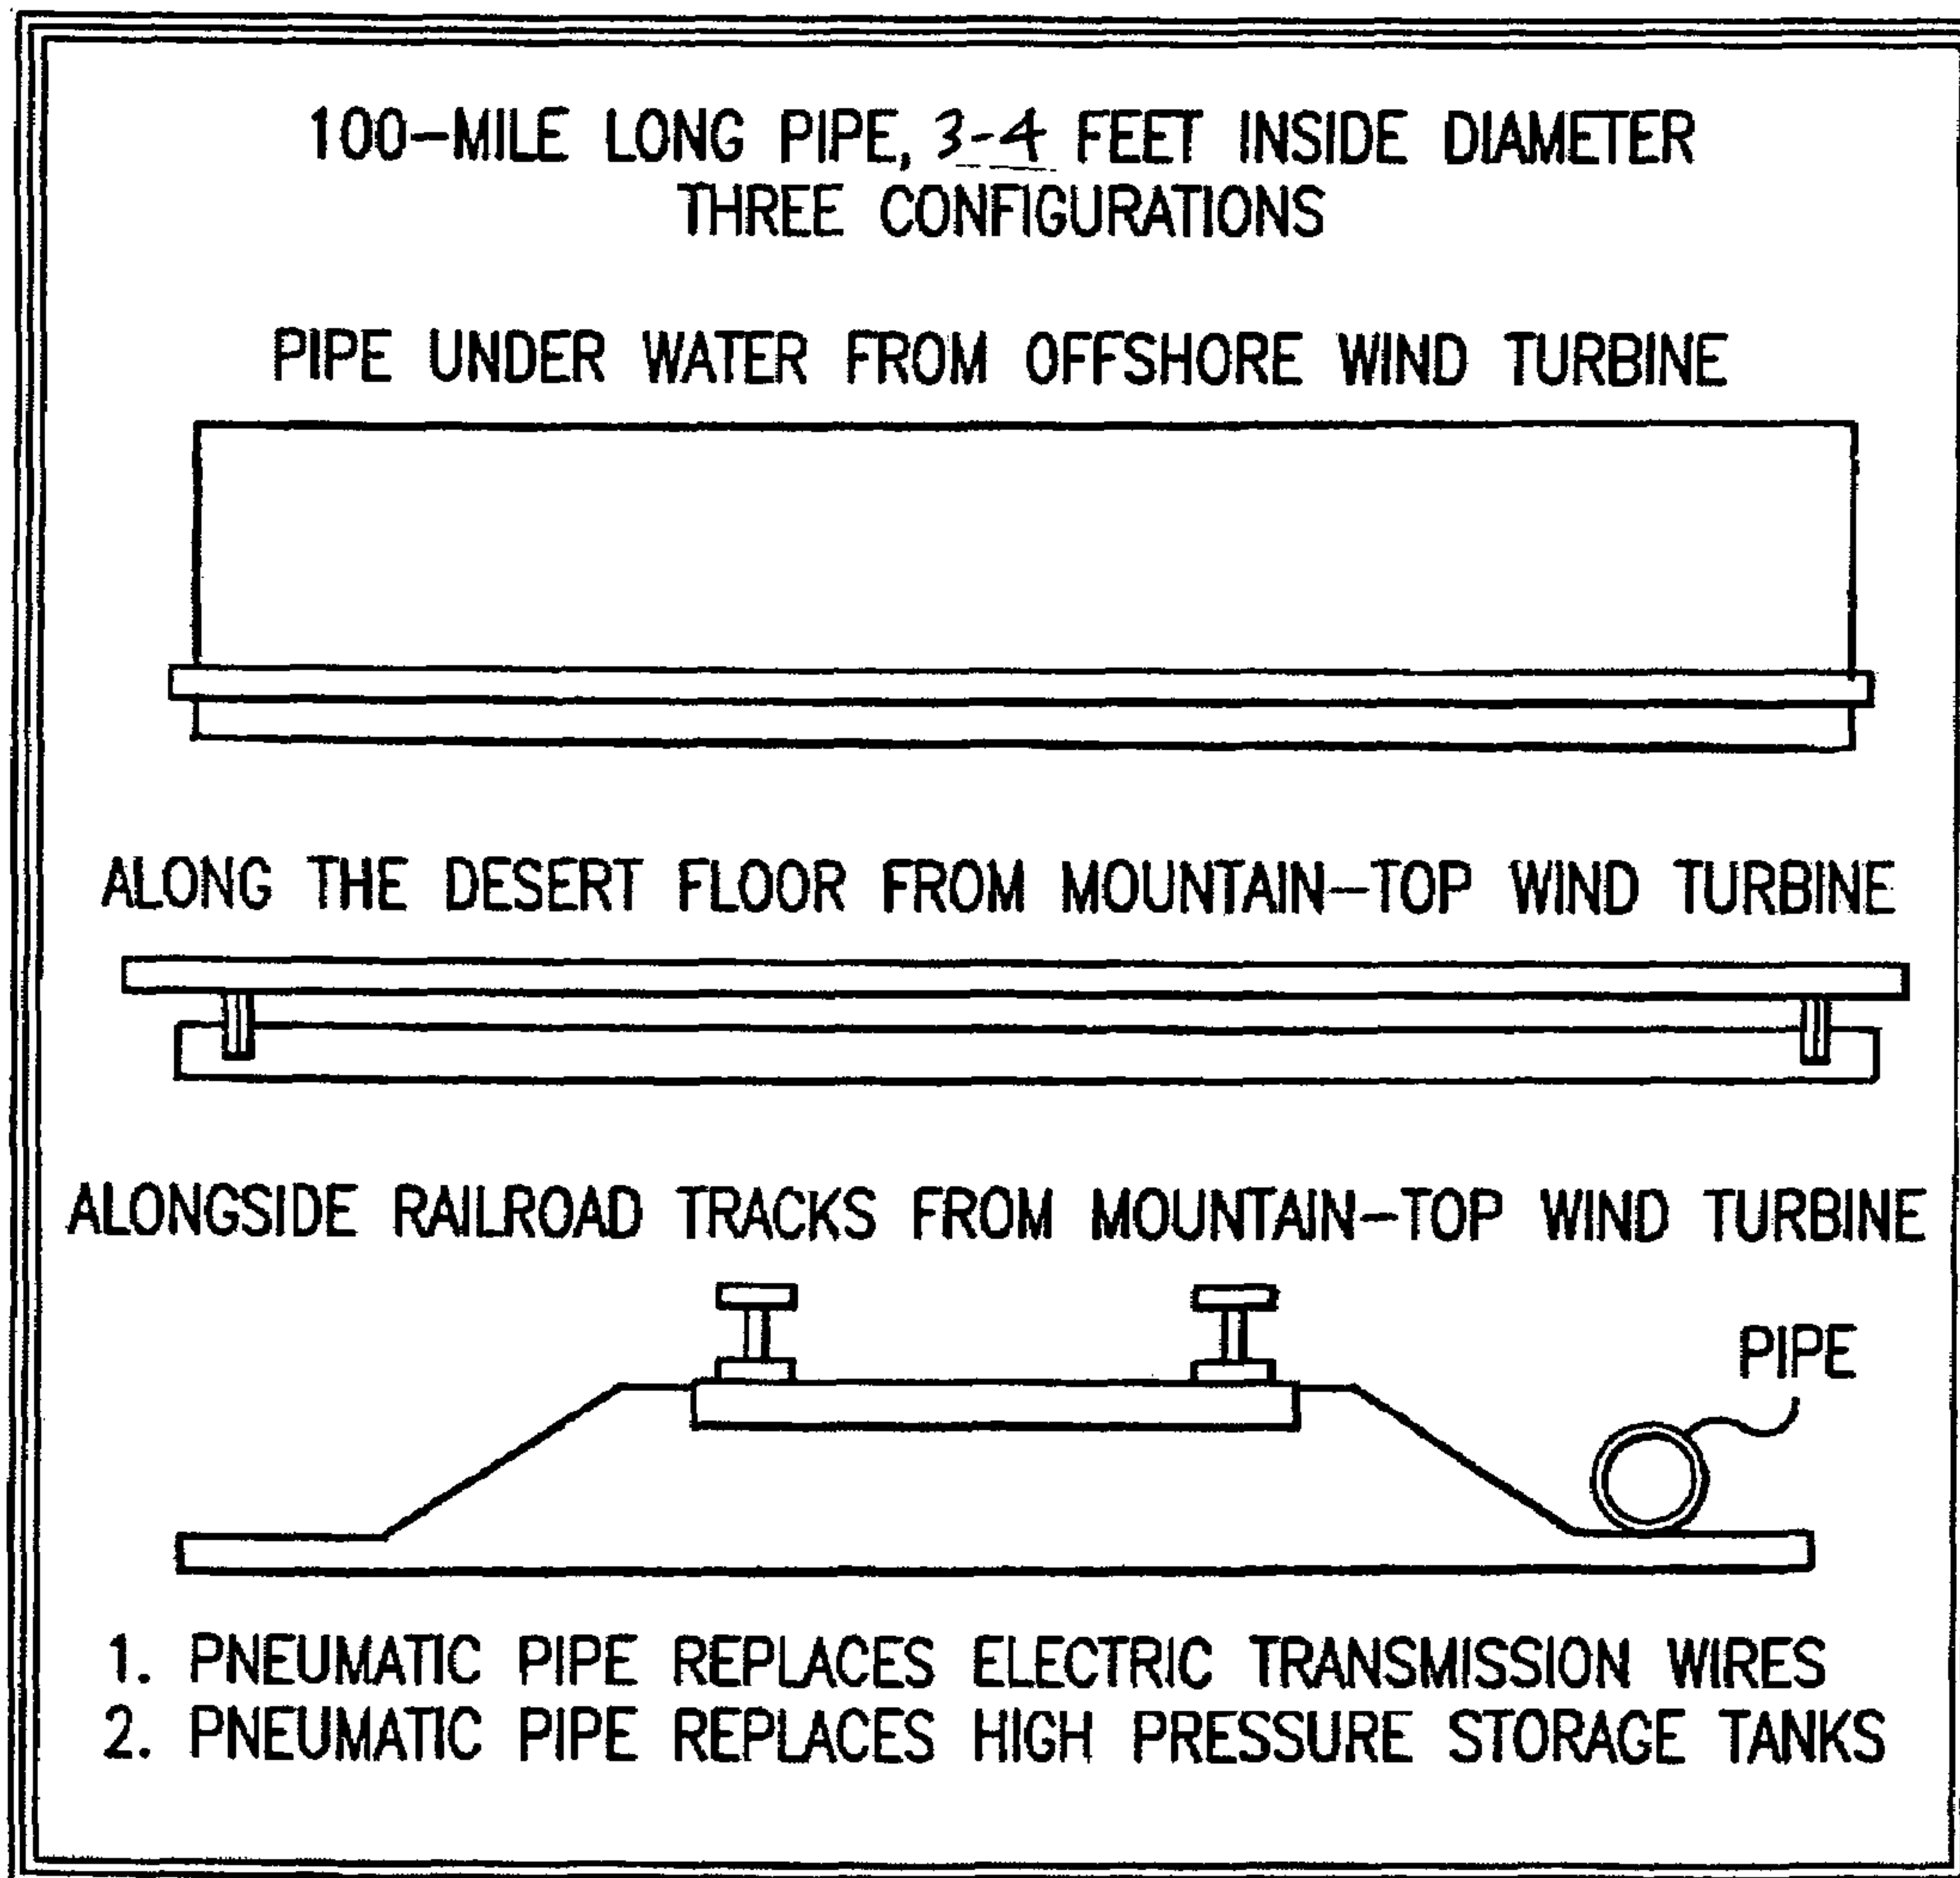 100-MILE LONG PIPE, 3-4 FEET INSIDE DIAMETER
THREE CONFIGURATIONS
PIPE UNDER WATER FROM OFFSHORE WIND TURBINE
ALONG THE DESERT FLOOR FROM MOUNTAIN-TOP WIND TURBINE
ALONGSIDE RAILROAD TRACKS FROM MOUNTAIN-TOP WIND TURBINE
PIPE
1. PNEUMATIC PIPE REPLACES ELECTRIC TRANSMISSION WIRES
2. PNEUMATIC PIPE REPLACES HIGH PRESSURE STORAGE TANKS